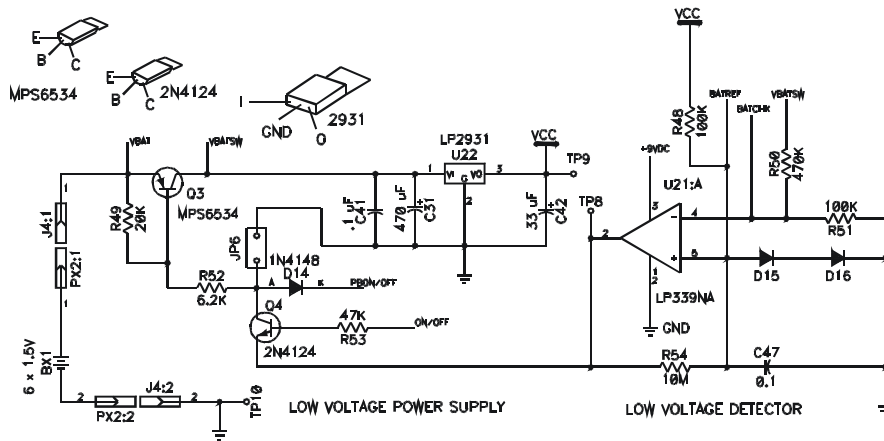 VCC
E
B
C
MPS6534
E
B
C
2N4124
I
GND
O
2931
BATREF
BATCHK
VBATSW
R48
100K
R50
470K
+9VDC
VBAT
VBATSW
LP2931
U22
VCC
1
VI
VO
G
3
2
TP9
TP8
U21:A
1
Q3
MPS6534
R49
20K
.1 uF
C41
470 uF
+
C31
33 uF
+
C42
3
2
-
4
+
5
1
2
LP339NA
GND
100K
R51
D15
D16
J4:1
PX2:1
1
JP6
1N4148
D14
A
K
PBON/OFF
R52
6.2K
Q4
2N4124
47K
R53
ON/OFF
6 x 1.5V
BX1
R54
10M
C47
0.1
2
PX2:2
J4:2
2
TP10
LOW VOLTAGE POWER SUPPLY
LOW VOLTAGE DETECTOR